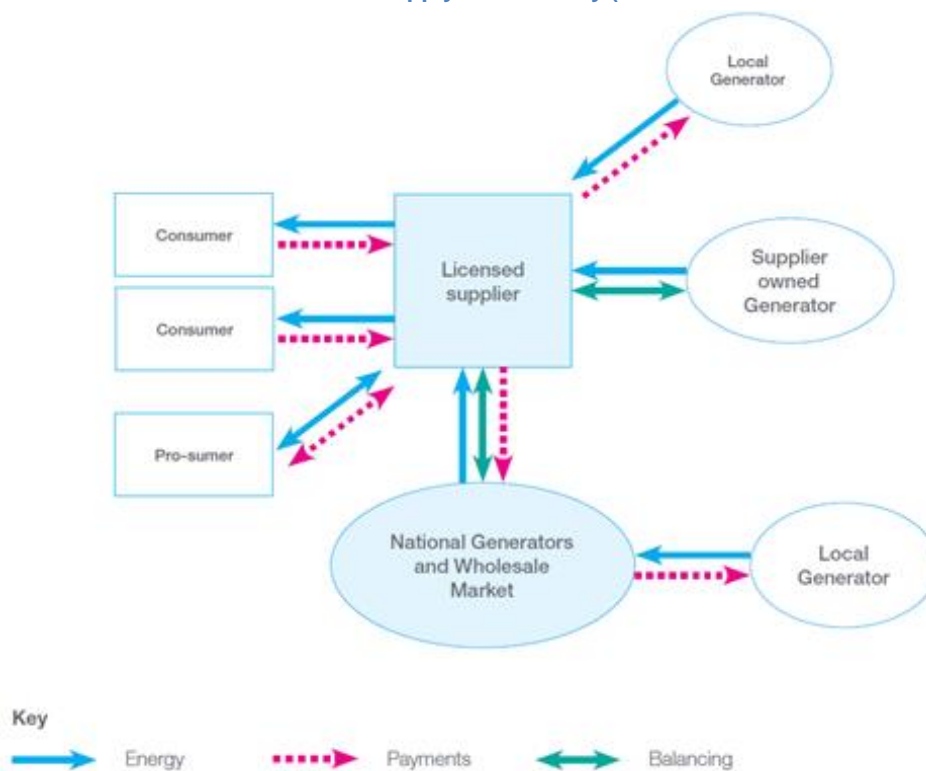 Local
Generator
Consumer
Licensed
supplier
Supplier
owned
Generator
Consumer
Pro-sumer
National Generators
and Wholesale
Market
Local
Generator
Key
Energy
Payments
Balancing